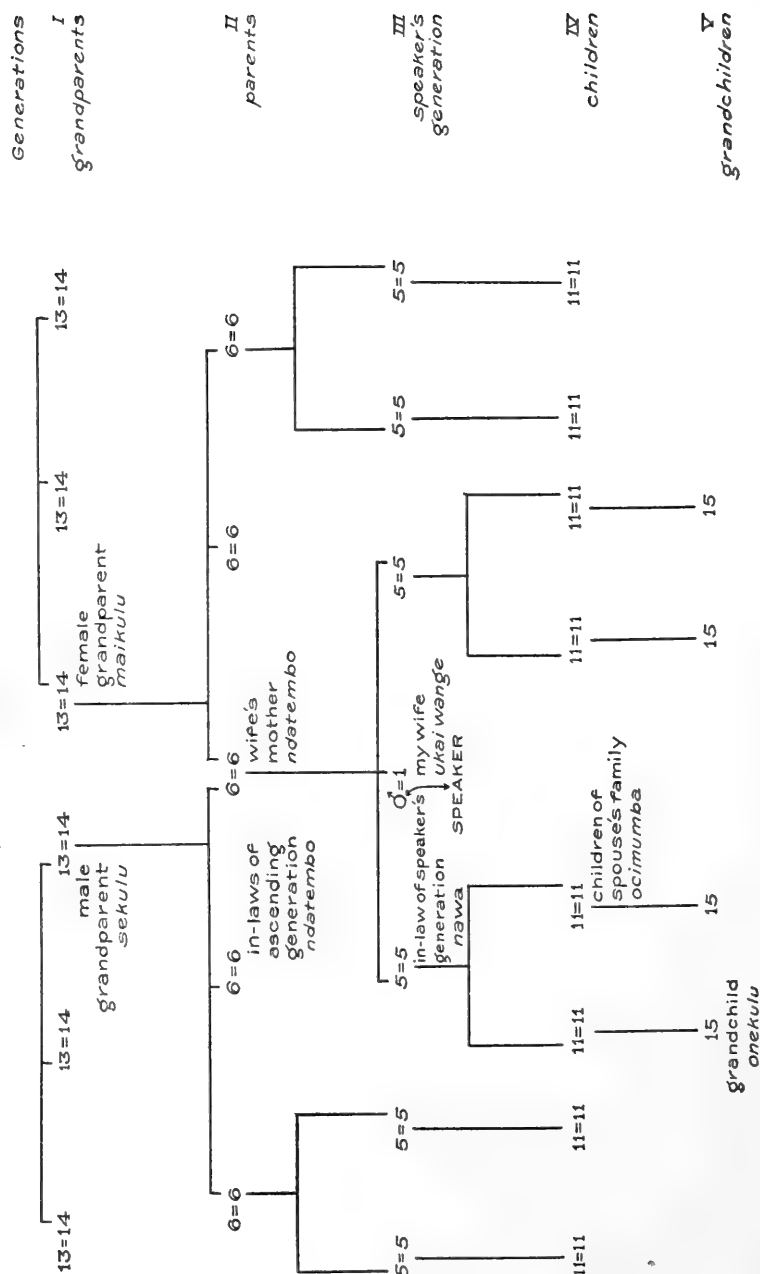 Generations
I
grandparents
13=14 13=14 13=14 13=14 13=14 13=14
male
grandparent
sekulu
female
grandparent
maikulu
II
parents
6=6 6=6 6=6 6=6 6=6
in-laws of
ascending
generation
ndatembo
wife's
mother
ndatembo
III
speaker's
generation
5=5 5=5 5=5 ♂=1 5=5 5=5 5=5
in-law of speaker's
generation
nawa
my wife
ukai wange
SPEAKER
IV
children
11=11 11=11 11=11 11=11 11=11 11=11 11=11 11=11
children of
spouse's family
ocimumba
V
grandchildren
15 15 15 15
grandchild
onekulu